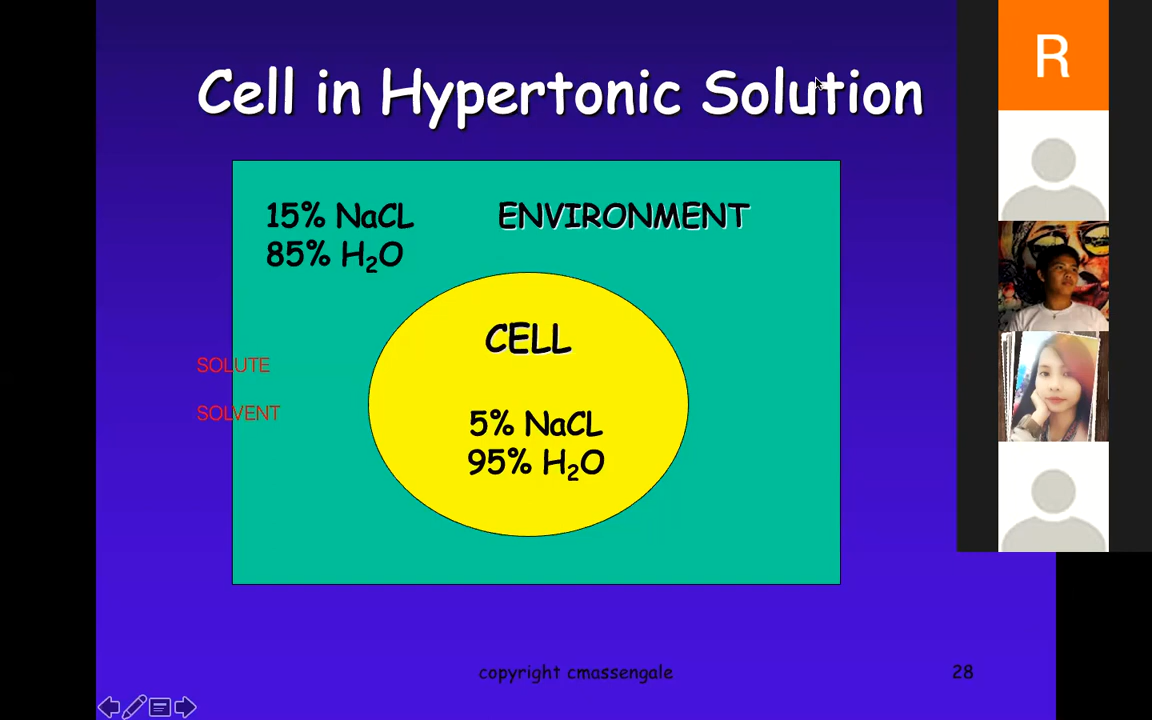 Cell in Hypertonic Solution
R
15% NaCL
ENVIRONMENT
85% H₂O
CELL
SOLUTE
SOLVENT
5% NaCL
95% H₂O
copyright cmassengale
28